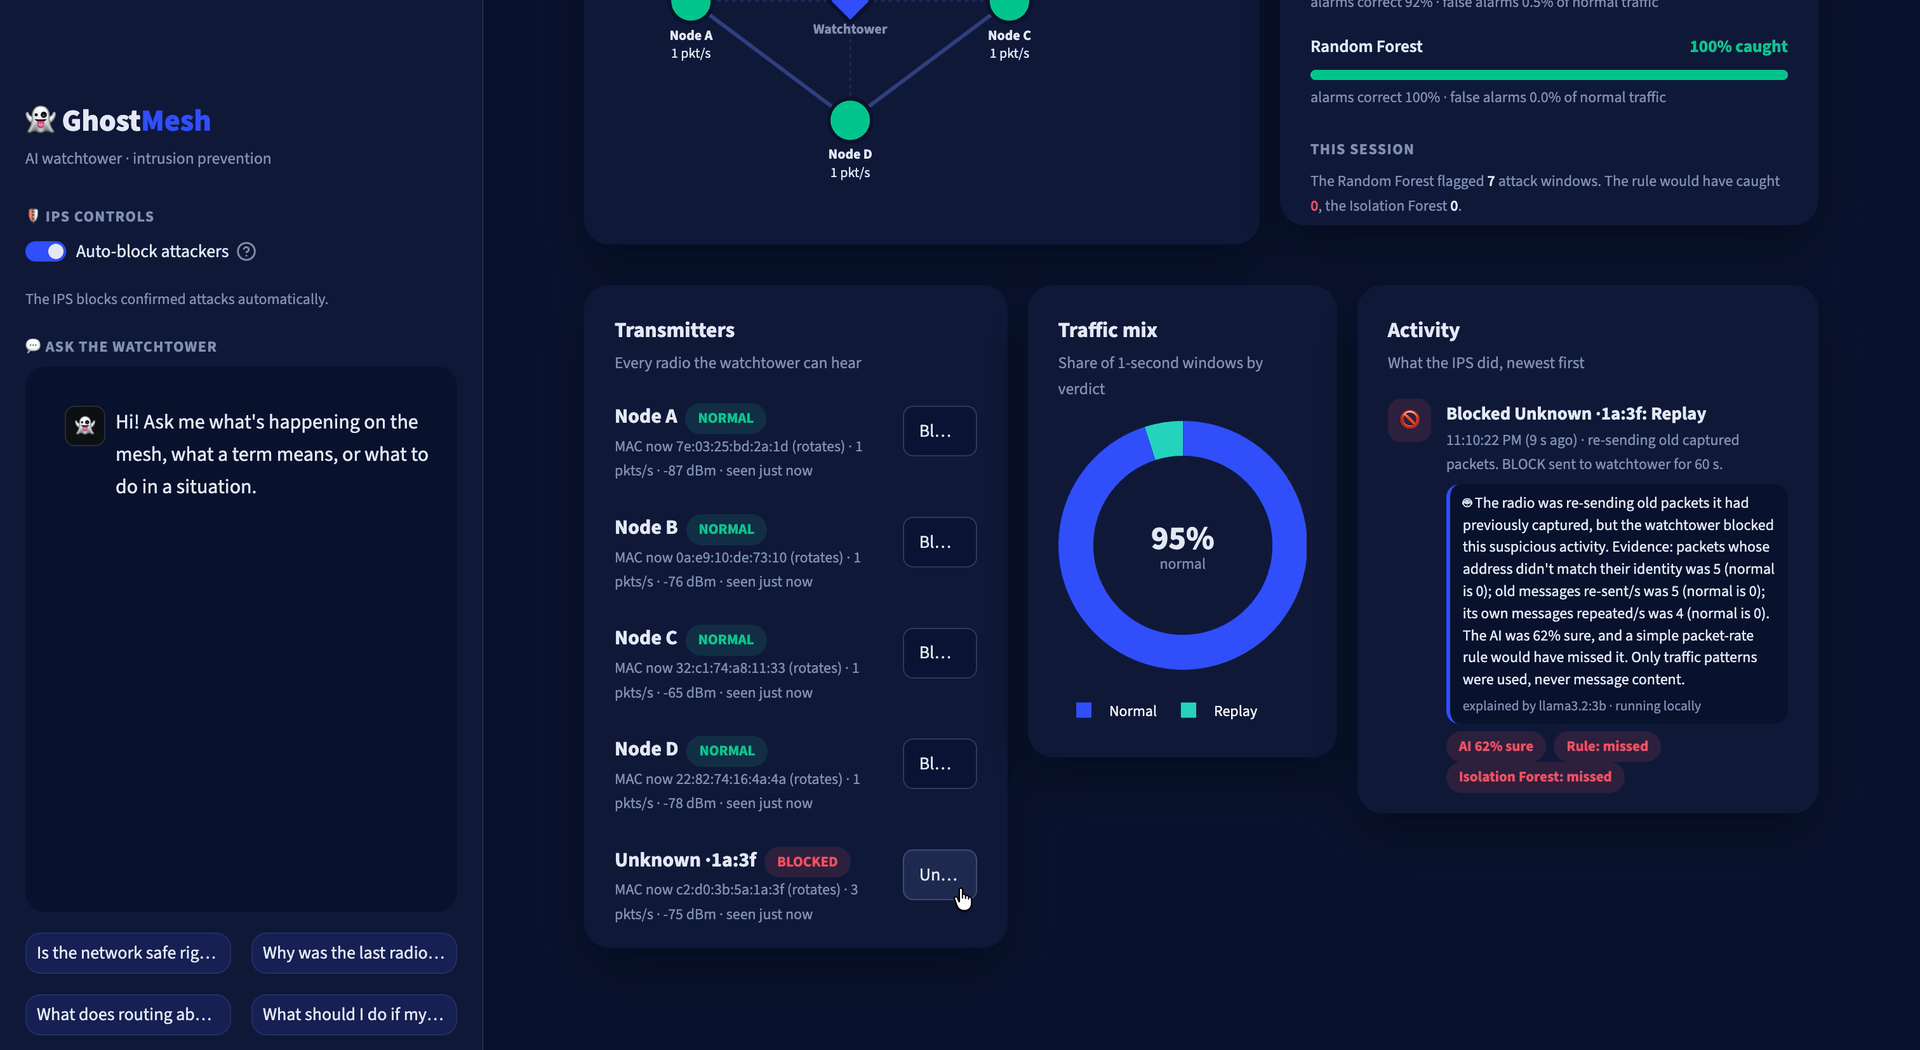 GhostMesh
AI watchtower · intrusion prevention
IPS CONTROLS
Auto-block attackers
The IPS blocks confirmed attacks automatically.
ASK THE WATCHTOWER
Hi! Ask me what's happening on the
mesh, what a term means, or what to
do in a situation.
Is the network safe rig…
Why was the last radio…
What does routing ab…
What should I do if my…
Watchtower
Node A
1 pkt/s
Node C
1 pkt/s
Node D
1 pkt/s
alarms correct 92% · false alarms 0.5% of normal traffic
Random Forest
100% caught
alarms correct 100% · false alarms 0.0% of normal traffic
THIS SESSION
The Random Forest flagged 7 attack windows. The rule would have caught
0, the Isolation Forest 0.
Transmitters
Every radio the watchtower can hear
Node A NORMAL
MAC now 7e:03:25:bd:2a:1d (rotates) · 1
pkts/s · -87 dBm · seen just now
Bl…
Node B NORMAL
MAC now 0a:e9:10:de:73:10 (rotates) · 1
pkts/s · -76 dBm · seen just now
Bl…
Node C NORMAL
MAC now 32:c1:74:a8:11:33 (rotates) · 1
pkts/s · -65 dBm · seen just now
Bl…
Node D NORMAL
MAC now 22:82:74:16:4a:4a (rotates) · 1
pkts/s · -78 dBm · seen just now
Bl…
Unknown ·1a:3f BLOCKED
MAC now c2:d0:3b:5a:1a:3f (rotates) · 3
pkts/s · -75 dBm · seen just now
Un…
Traffic mix
Share of 1-second windows by
verdict
95%
normal
Normal
Replay
Activity
What the IPS did, newest first
Blocked Unknown ·1a:3f: Replay
11:10:22 PM (9 s ago) · re-sending old captured
packets. BLOCK sent to watchtower for 60 s.
The radio was re-sending old packets it had
previously captured, but the watchtower blocked
this suspicious activity. Evidence: packets whose
address didn't match their identity was 5 (normal
is 0); old messages re-sent/s was 5 (normal is 0);
its own messages repeated/s was 4 (normal is 0).
The AI was 62% sure, and a simple packet-rate
rule would have missed it. Only traffic patterns
were used, never message content.
explained by llama3.2:3b · running locally
AI 62% sure
Rule: missed
Isolation Forest: missed